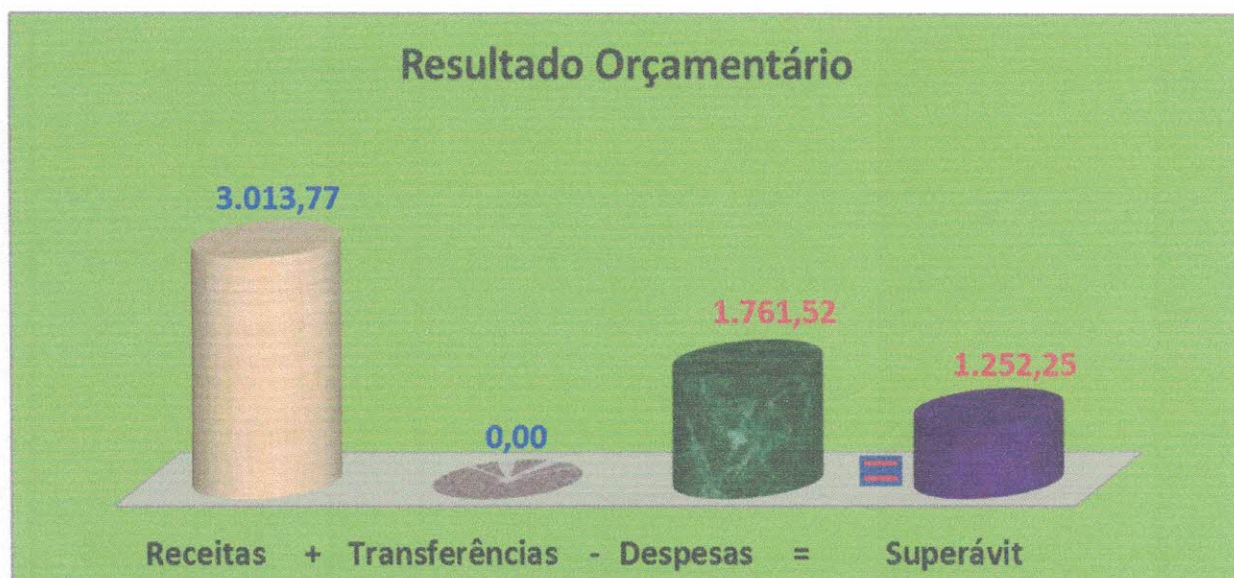 Resultado Orçamentário
3.013,77
1.761,52
1.252,25
0,00
Receitas + Transferências - Despesas = Superávit